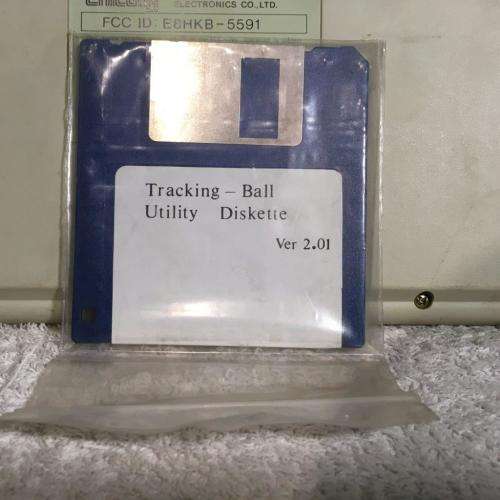 ELECTRONICS CO., LTD.
FCC ID: E8HKB-5591
Tracking - Ball
Utility Diskette
Ver 2.01